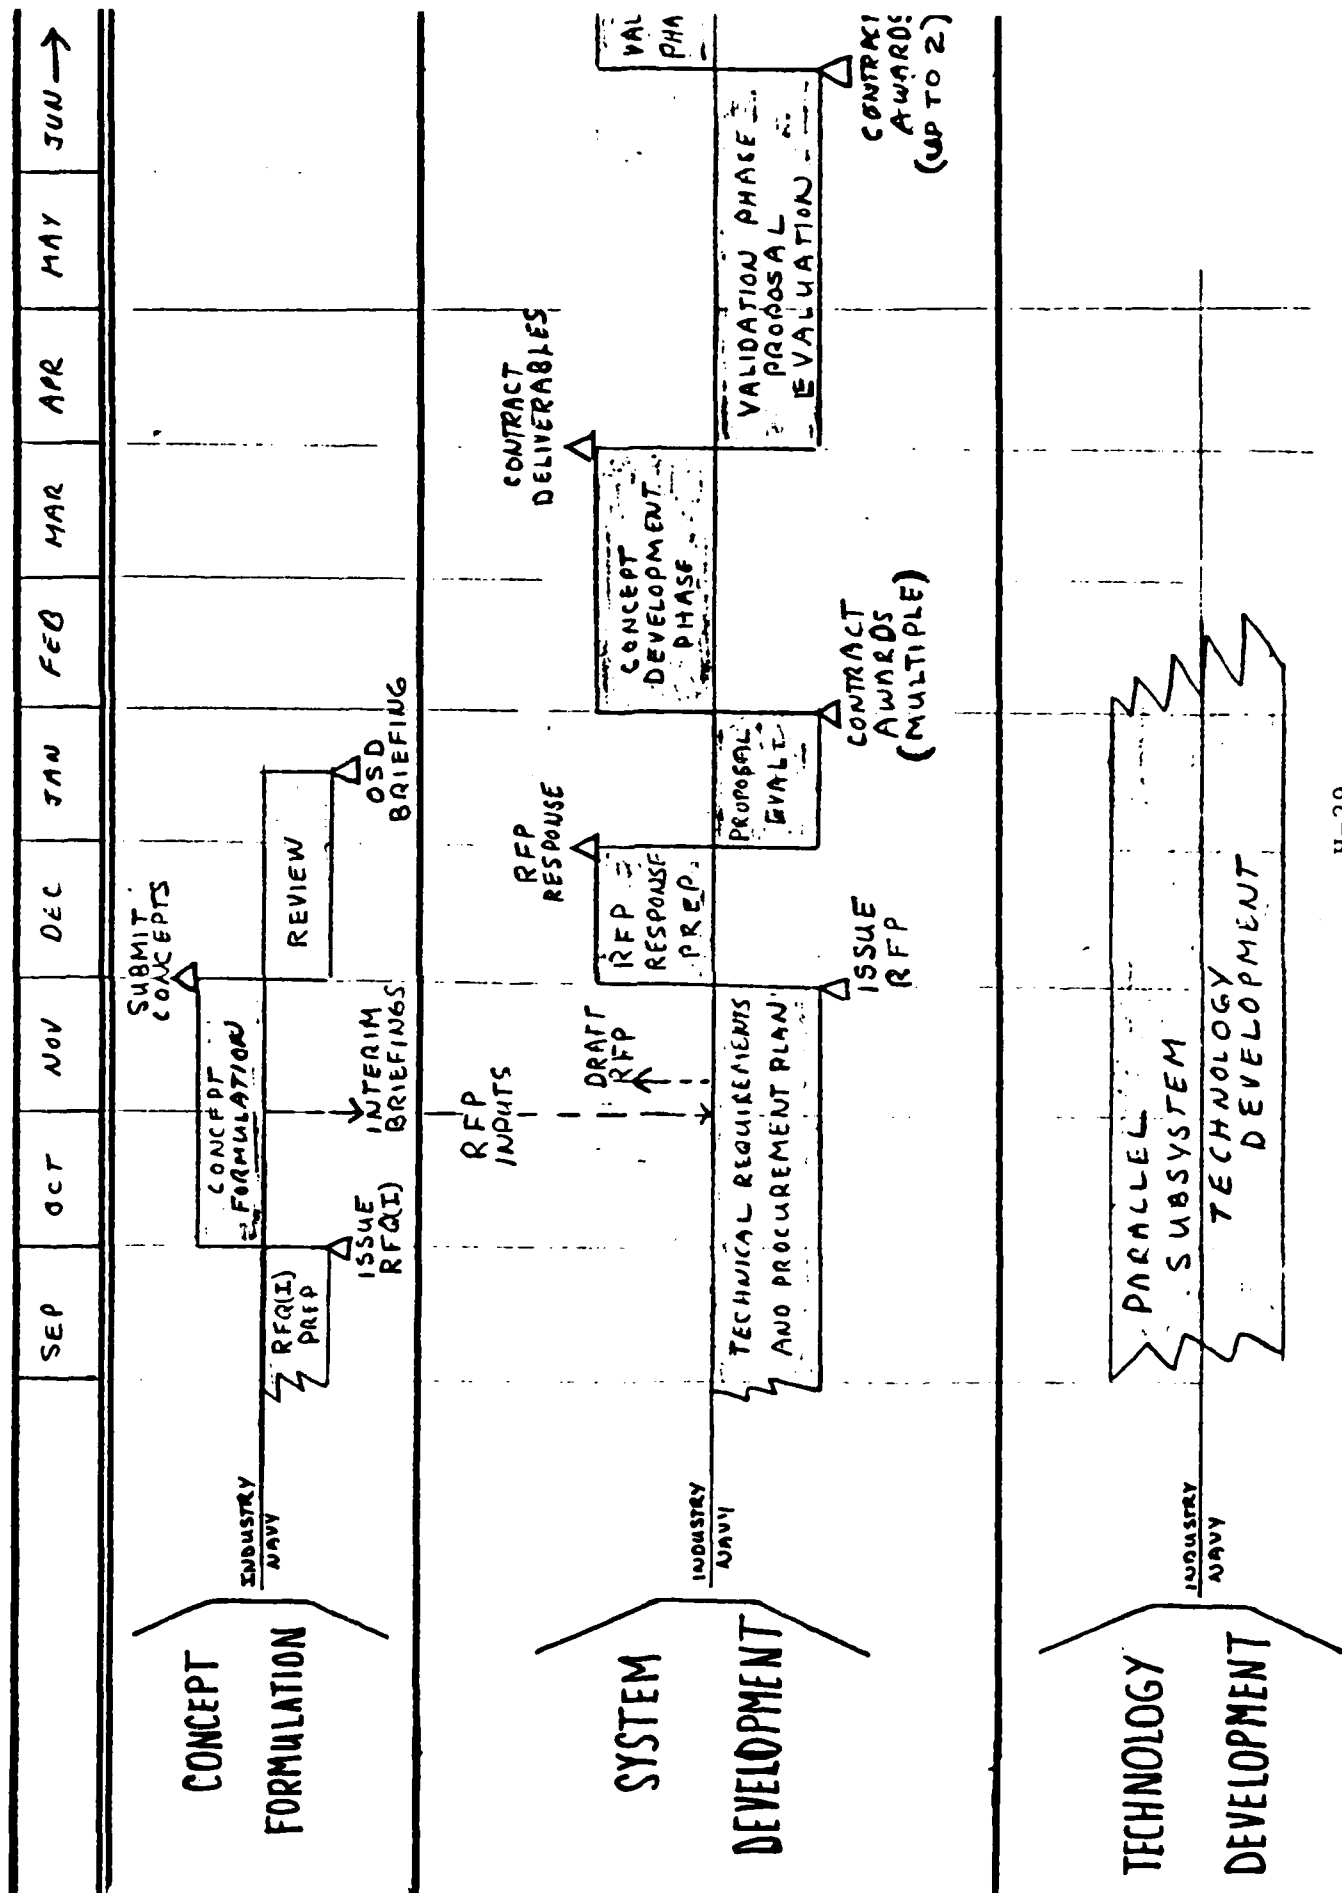 SEP
OCT
NOV
DEC
JAN
FEB
MAR
APR
MAY
JUN →
CONCEPT
FORMULATION
INDUSTRY
NAVY
RFQ(I)
PREP
ISSUE
RFQ(I)
CONCEPT
FORMULATION
SUBMIT
CONCEPTS
INTERIM
BRIEFINGS
REVIEW
OSD
BRIEFING
SYSTEM
DEVELOPMENT
INDUSTRY
NAVY
TECHNICAL REQUIREMENTS
AND PROCUREMENT PLAN
RFP
INPUTS
DRAFT
RFP
ISSUE
RFP
RFP
RESPONSE
PREP
RFP
RESPONSE
PROPOSAL
EVALT
CONTRACT
AWARDS
(MULTIPLE)
CONCEPT
DEVELOPMENT
PHASE
CONTRACT
DELIVERABLES
VALIDATION PHASE
PROPOSAL
EVALUATION
CONTRACT
AWARDS
(UP TO 2)
VAL
PHA
TECHNOLOGY
DEVELOPMENT
INDUSTRY
NAVY
PARALLEL
SUBSYSTEM
TECHNOLOGY
DEVELOPMENT